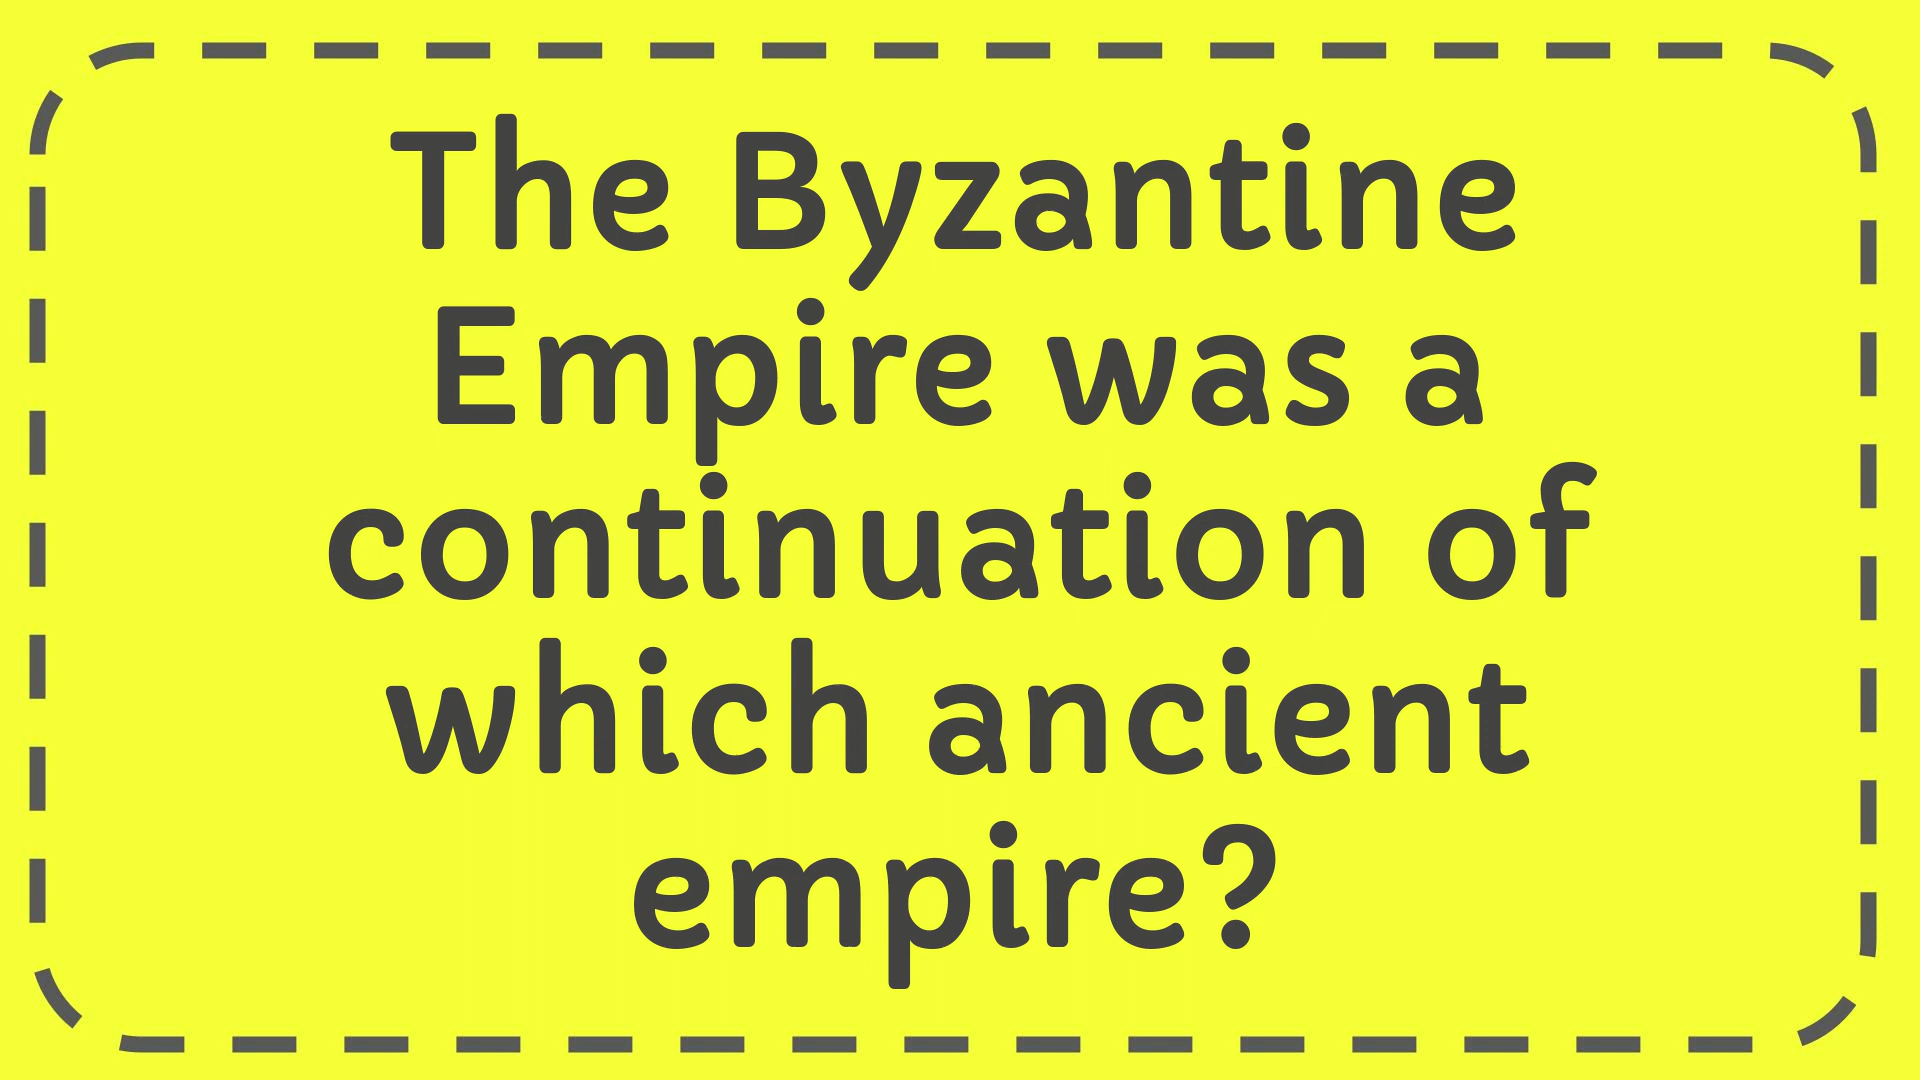 The Byzantine
Empire was a
continuation of
which ancient
empire?